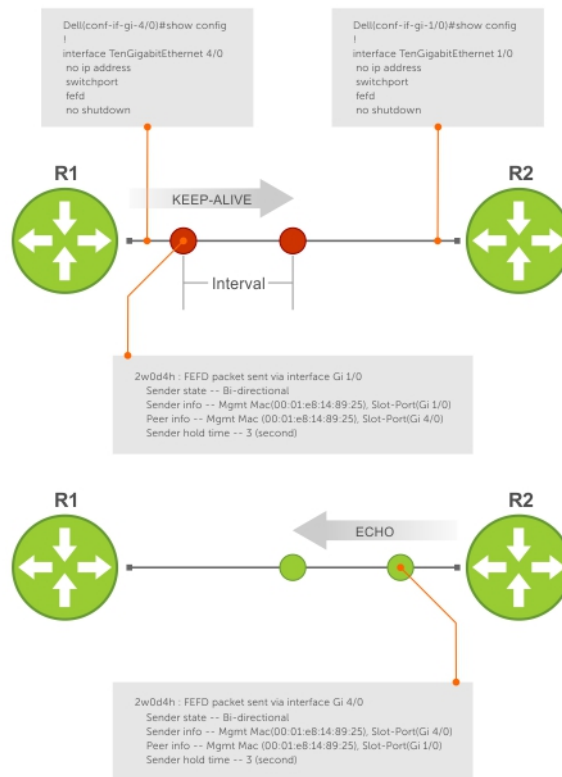 Dell(conf-if-gi-4/0)#show config
!
interface TenGigabitEthernet 4/0
no ip address
switchport
fefd
no shutdown
Dell(conf-if-gi-1/0)#show config
!
interface TenGigabitEthernet 1/0
no ip address
switchport
fefd
no shutdown
R1
R2
KEEP-ALIVE
Interval
2w0d4h : FEFD packet sent via interface Gi 1/0
Sender state -- Bi-directional
Sender info -- Mgmt Mac(00:01:e8:14:89:25), Slot-Port(Gi 1/0)
Peer info -- Mgmt Mac (00:01:e8:14:89:25), Slot-Port(Gi 4/0)
Sender hold time -- 3 (second)
R1
R2
ECHO
2w0d4h : FEFD packet sent via interface Gi 4/0
Sender state -- Bi-directional
Sender info -- Mgmt Mac(00:01:e8:14:89:25), Slot-Port(Gi 4/0)
Peer info -- Mgmt Mac (00:01:e8:14:89:25), Slot-Port(Gi 1/0)
Sender hold time -- 3 (second)